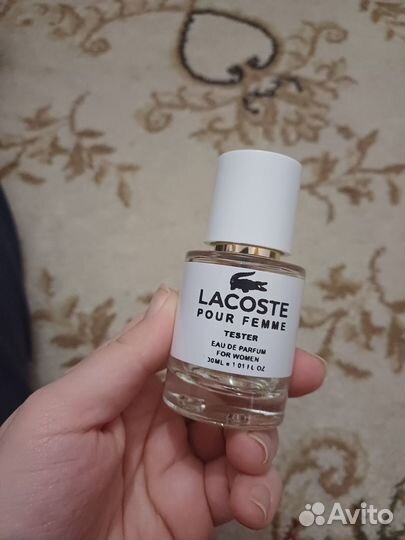 LACOSTE
POUR FEMME
TESTER
EAU DE PARFUM
FOR WOMEN
30ML e 1 01 FL OZ
Avito